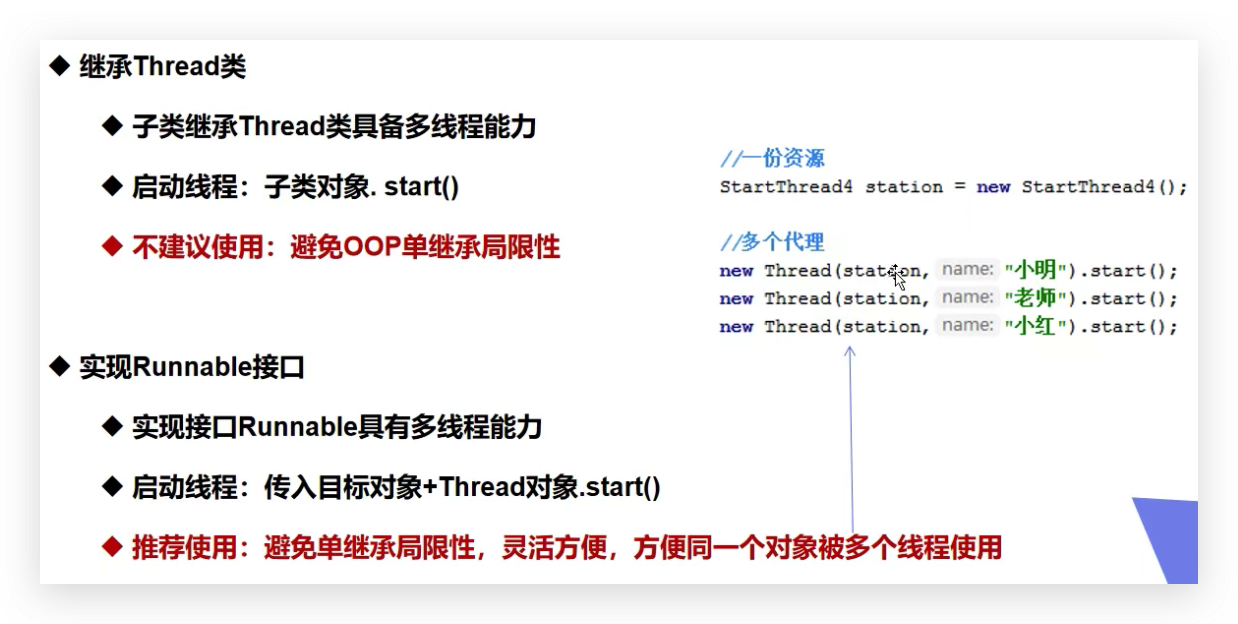 ◆ 继承Thread类
◆ 子类继承Thread类具备多线程能力
◆ 启动线程：子类对象. start()
◆ 不建议使用：避免OOP单继承局限性
◆ 实现Runnable接口
◆ 实现接口Runnable具有多线程能力
◆ 启动线程：传入目标对象+Thread对象.start()
◆ 推荐使用：避免单继承局限性，灵活方便，方便同一个对象被多个线程使用
//一份资源
StartThread4 station = new StartThread4();
//多个代理
new Thread(station, name: "小明").start();
new Thread(station, name: "老师").start();
new Thread(station, name: "小红").start();